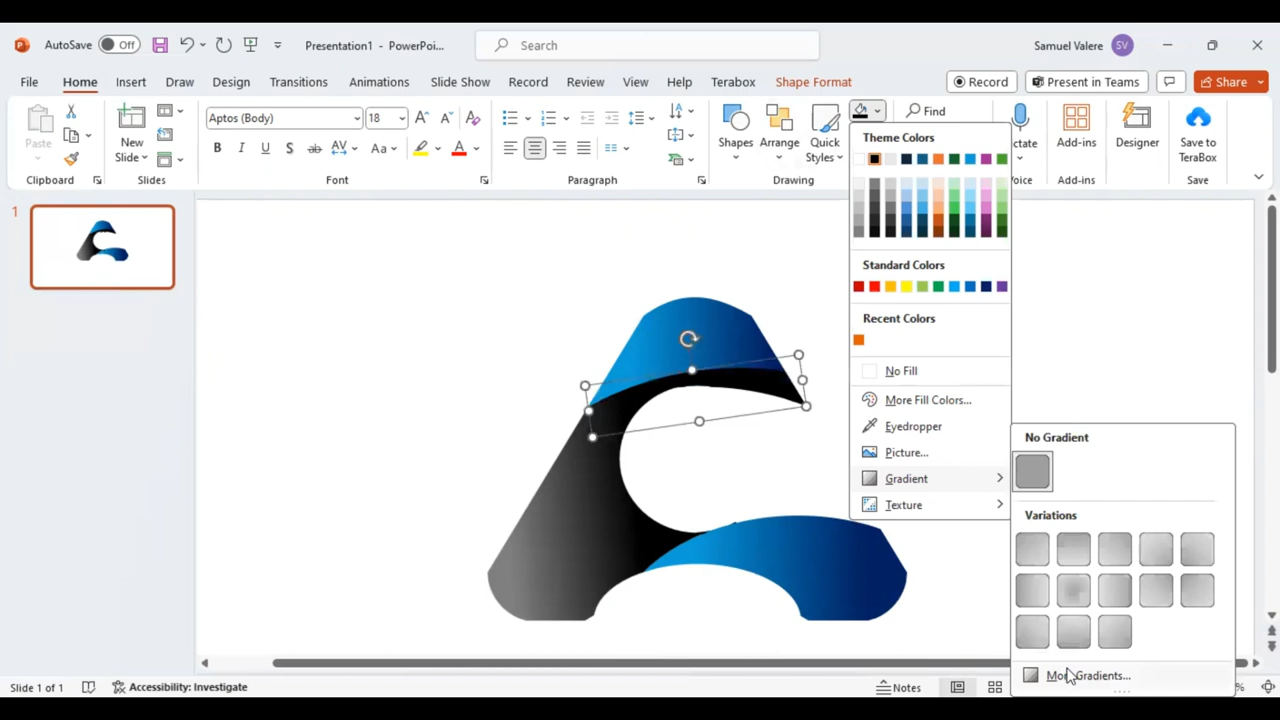 AutoSave Off Presentation1 - PowerPoi... Search Samuel Valere SV
File Home Insert Draw Design Transitions Animations Slide Show Record Review View Help Terabox Shape Format Record Present in Teams Share
Paste
Clipboard
New
Slide
Slides
Aptos (Body) 18
B I U S ab AV Aa A
Font
Paragraph
Shapes
Arrange
Quick
Styles
Drawing
Find
ctate
Voice
Add-ins
Add-ins
Designer
Save to
TeraBox
Save
Theme Colors
Standard Colors
Recent Colors
No Fill
More Fill Colors...
Eyedropper
Picture...
Gradient
Texture
No Gradient
Variations
More Gradients...
1
Slide 1 of 1 Accessibility: Investigate Notes %